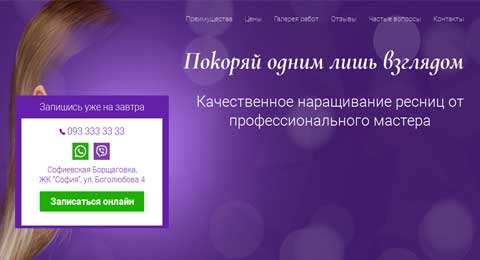 Преимущества Цены Галерея работ Отзывы Частые вопросы Контакты
Покоряй одним лишь взглядом
Качественное наращивание ресниц от
профессионального мастера
Запишись уже на завтра
093 333 33 33
Софиевская Борщаговка,
ЖК "София", ул. Боголюбова 4
Записаться онлайн